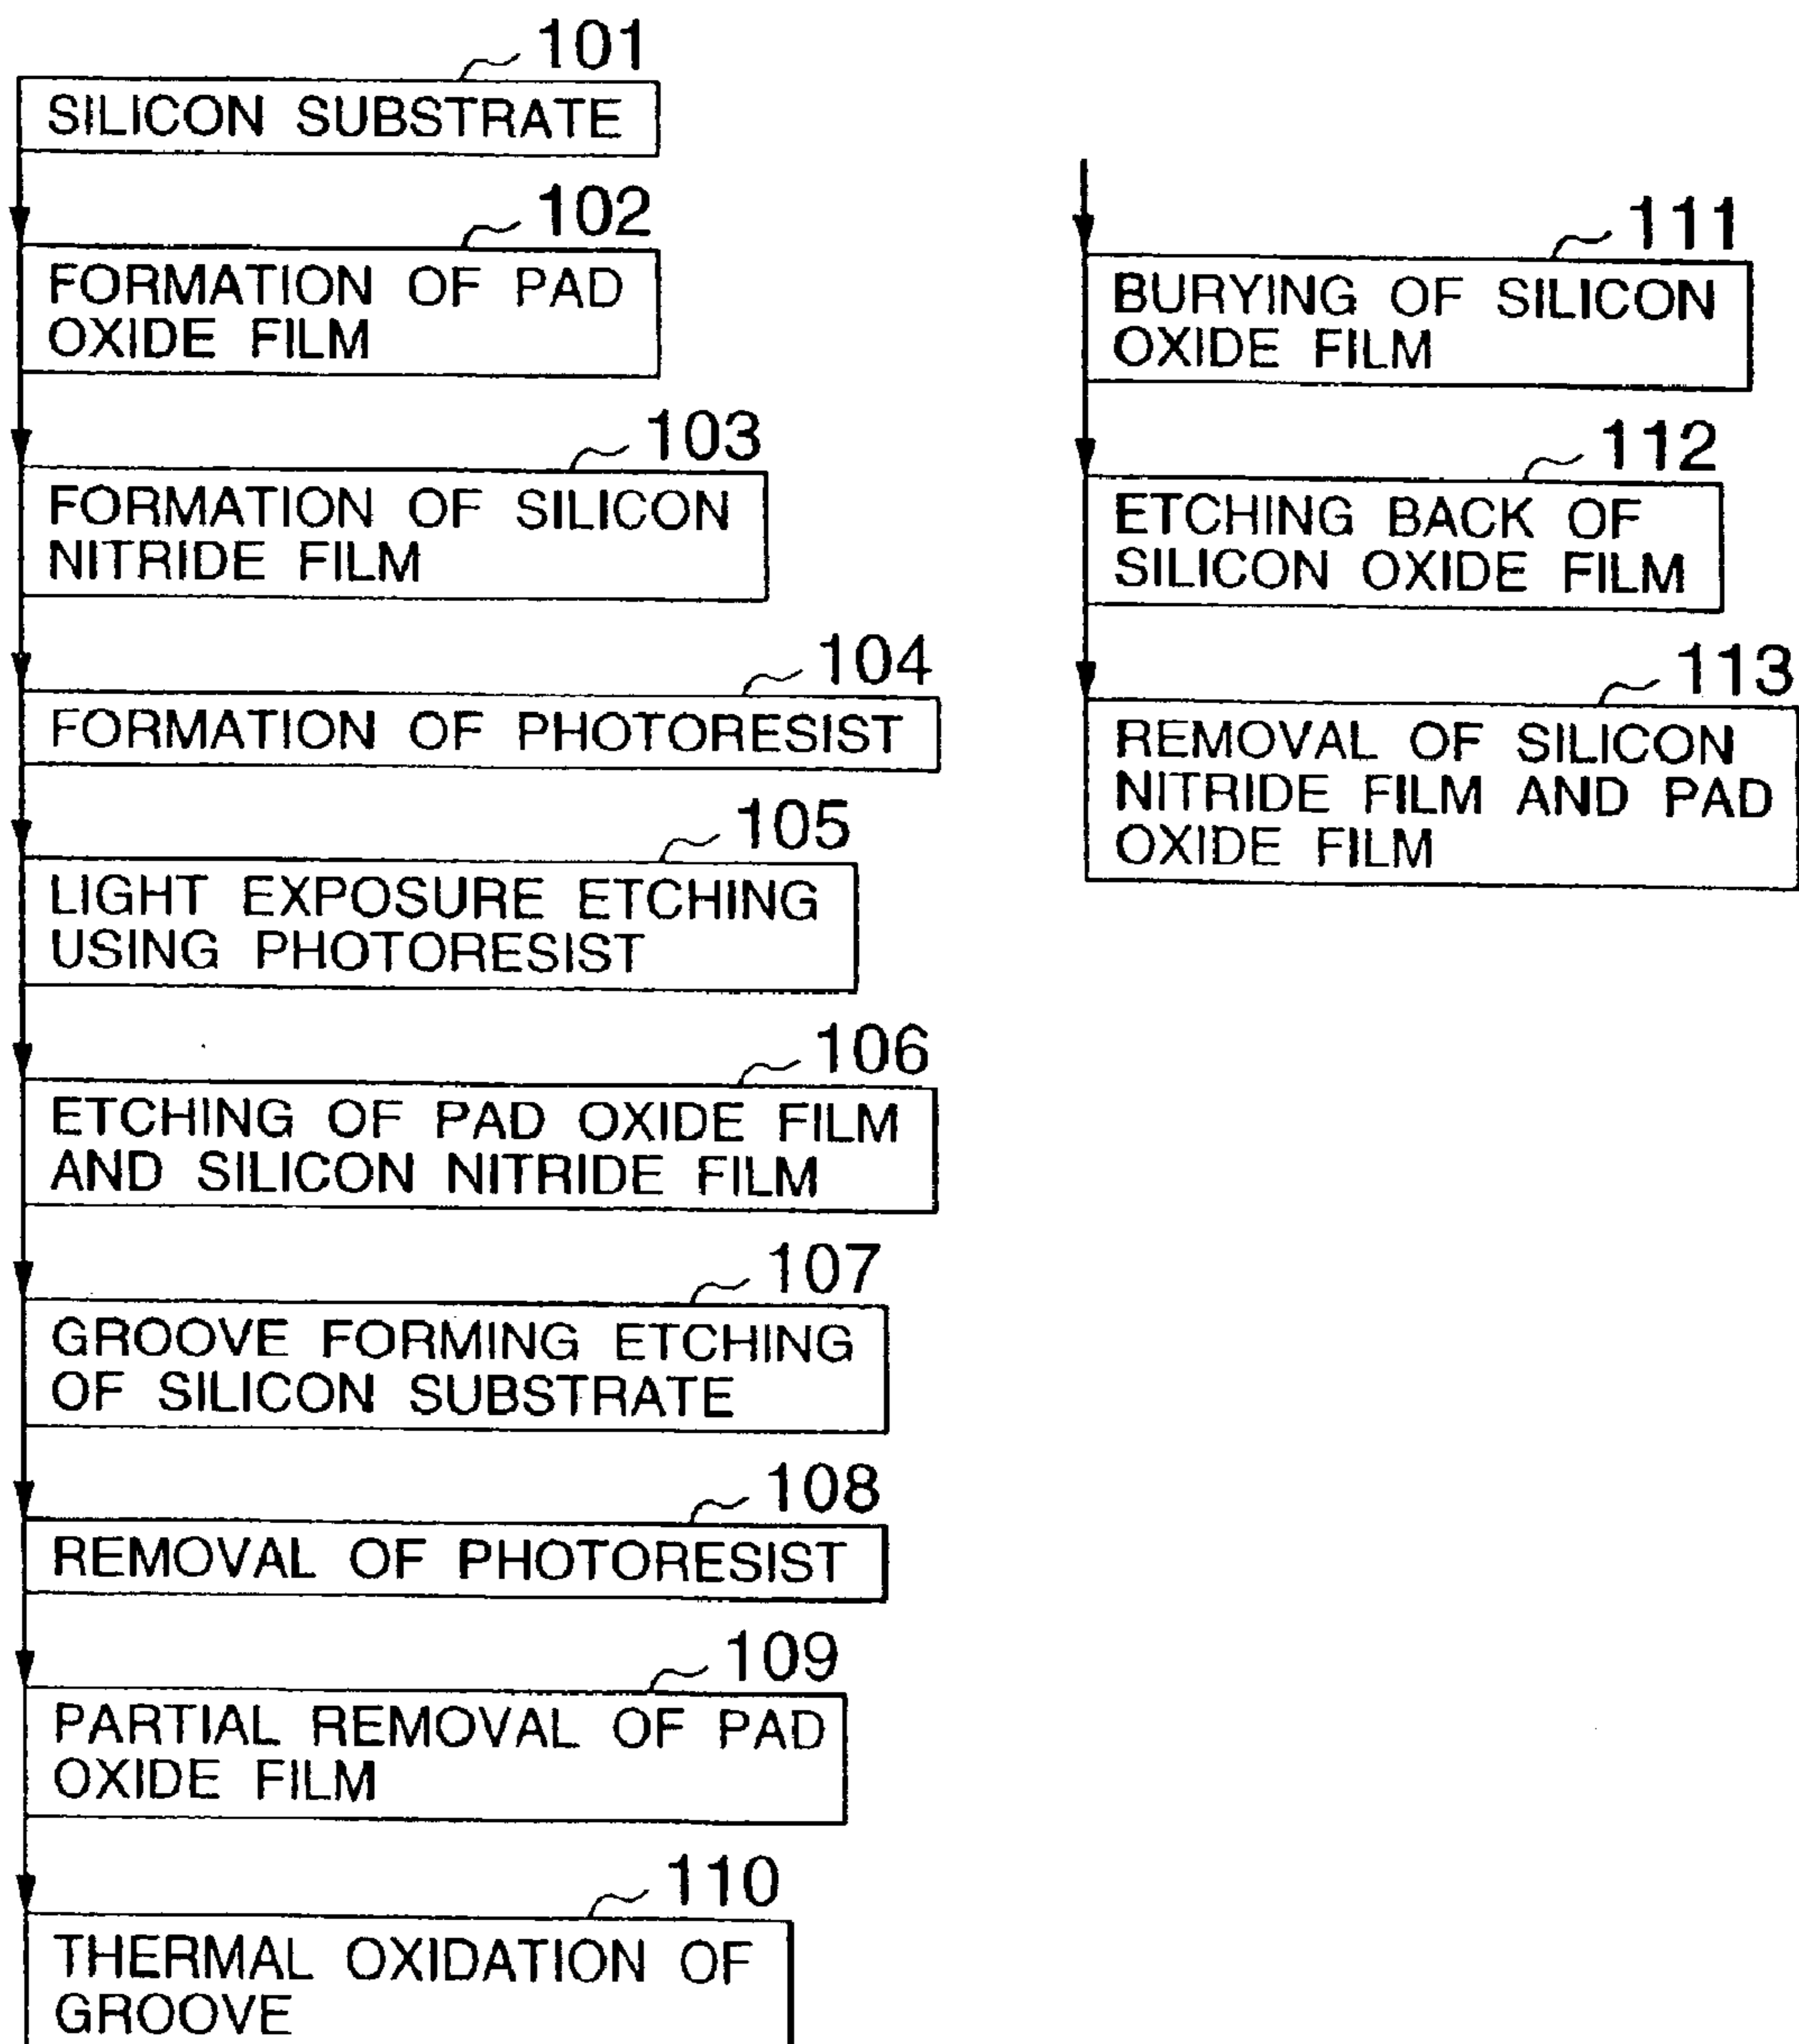 101
SILICON SUBSTRATE
102
FORMATION OF PAD
OXIDE FILM
103
FORMATION OF SILICON
NITRIDE FILM
104
FORMATION OF PHOTORESIST
105
LIGHT EXPOSURE ETCHING
USING PHOTORESIST
106
ETCHING OF PAD OXIDE FILM
AND SILICON NITRIDE FILM
107
GROOVE FORMING ETCHING
OF SILICON SUBSTRATE
108
REMOVAL OF PHOTORESIST
109
PARTIAL REMOVAL OF PAD
OXIDE FILM
110
THERMAL OXIDATION OF
GROOVE
111
BURYING OF SILICON
OXIDE FILM
112
ETCHING BACK OF
SILICON OXIDE FILM
113
REMOVAL OF SILICON
NITRIDE FILM AND PAD
OXIDE FILM